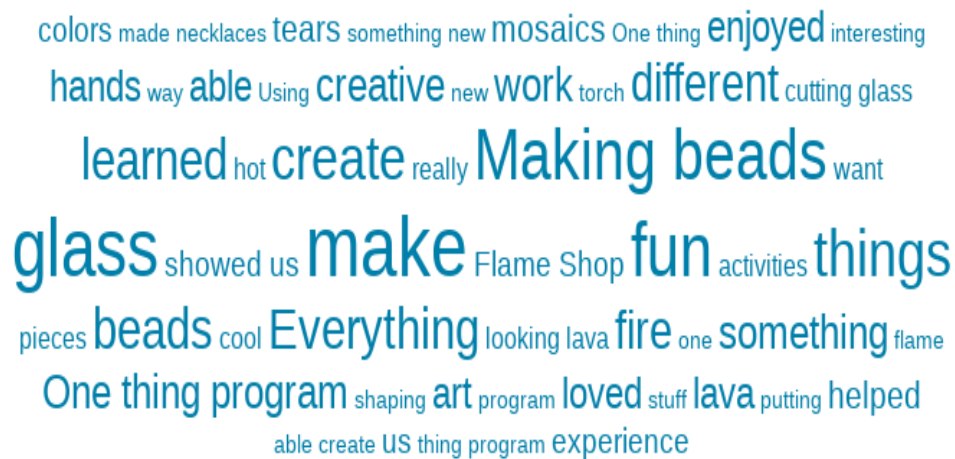 colors made necklaces tears something new mosaics One thing enjoyed interesting
hands way able Using creative new work torch different cutting glass
learned hot create really Making beads want
glass showed us make Flame Shop fun activities things
pieces beads cool Everything looking lava fire one something flame
One thing program shaping art program loved stuff lava putting helped
able create us thing program experience